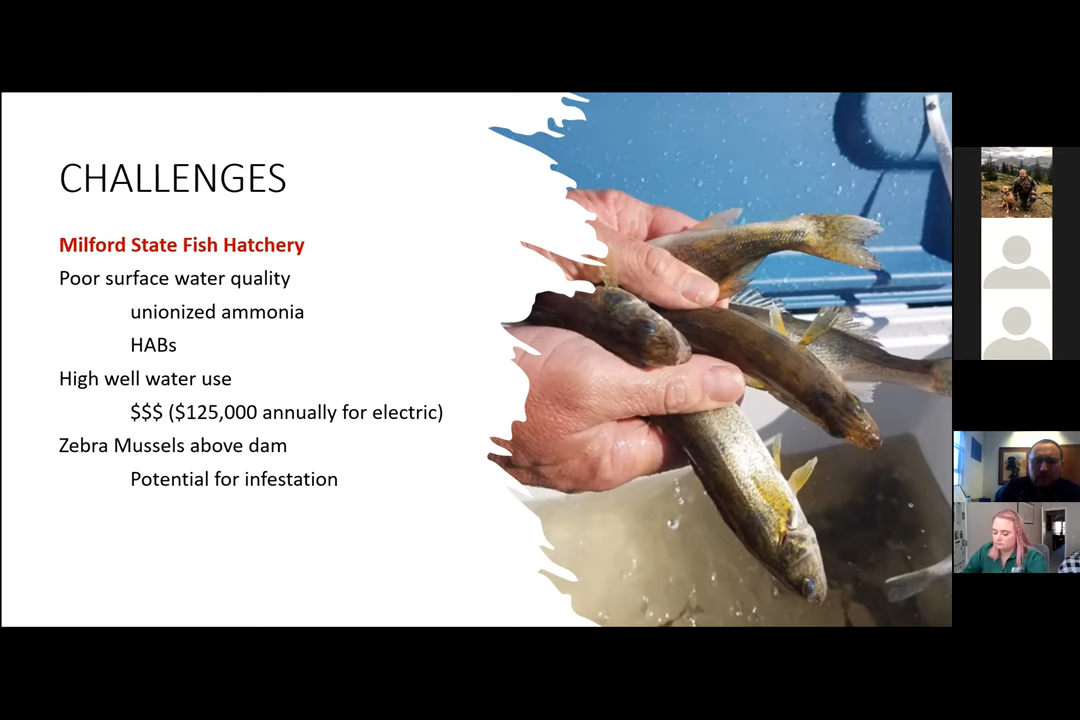 CHALLENGES
Milford State Fish Hatchery
Poor surface water quality
unionized ammonia
HABs
High well water use
$$$ ($125,000 annually for electric)
Zebra Mussels above dam
Potential for infestation